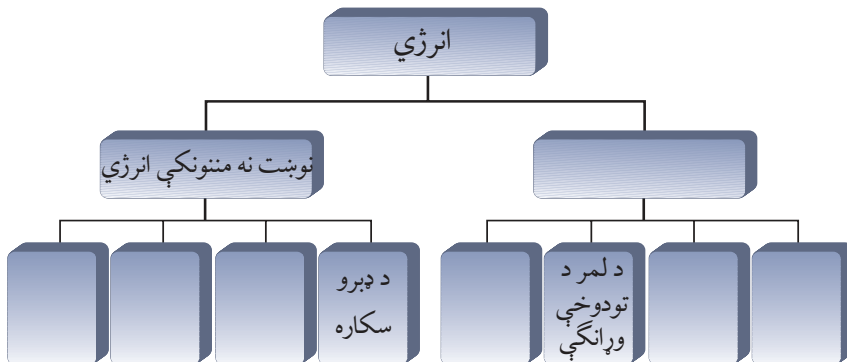 انرژي
نوښت نه منونکې انرژي
د لمر د
تودوخې
وړانګې
د ډبرو
سکاره